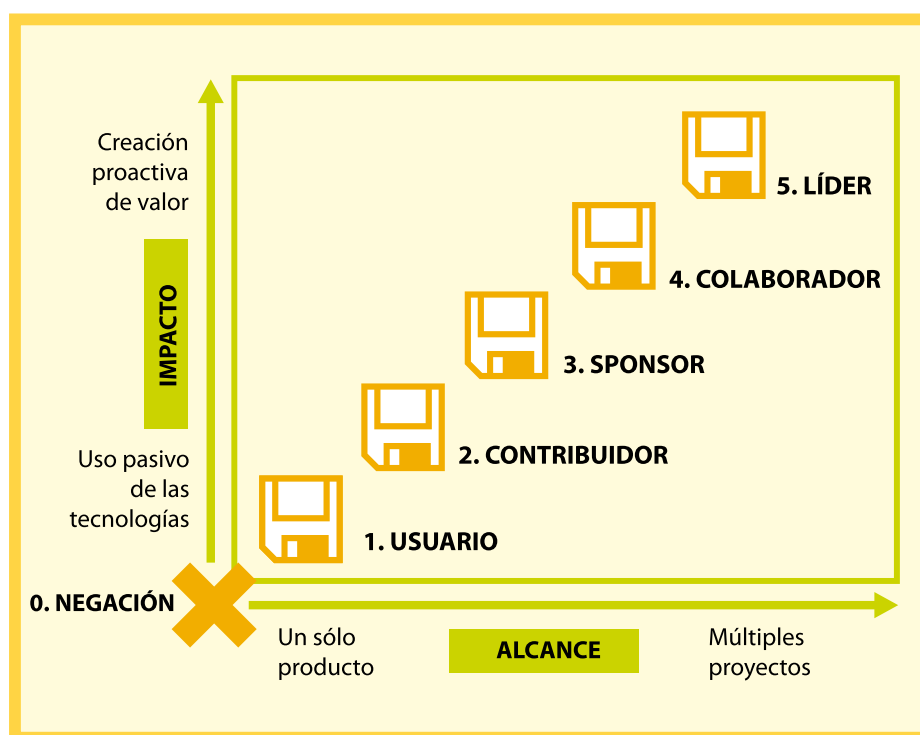 Creación
proactiva
de valor
IMPACTO
Uso pasivo
de las
tecnologías
5. LÍDER
4. COLABORADOR
3. SPONSOR
2. CONTRIBUIDOR
1. USUARIO
0. NEGACIÓN
Un sólo
producto
ALCANCE
Múltiples
proyectos